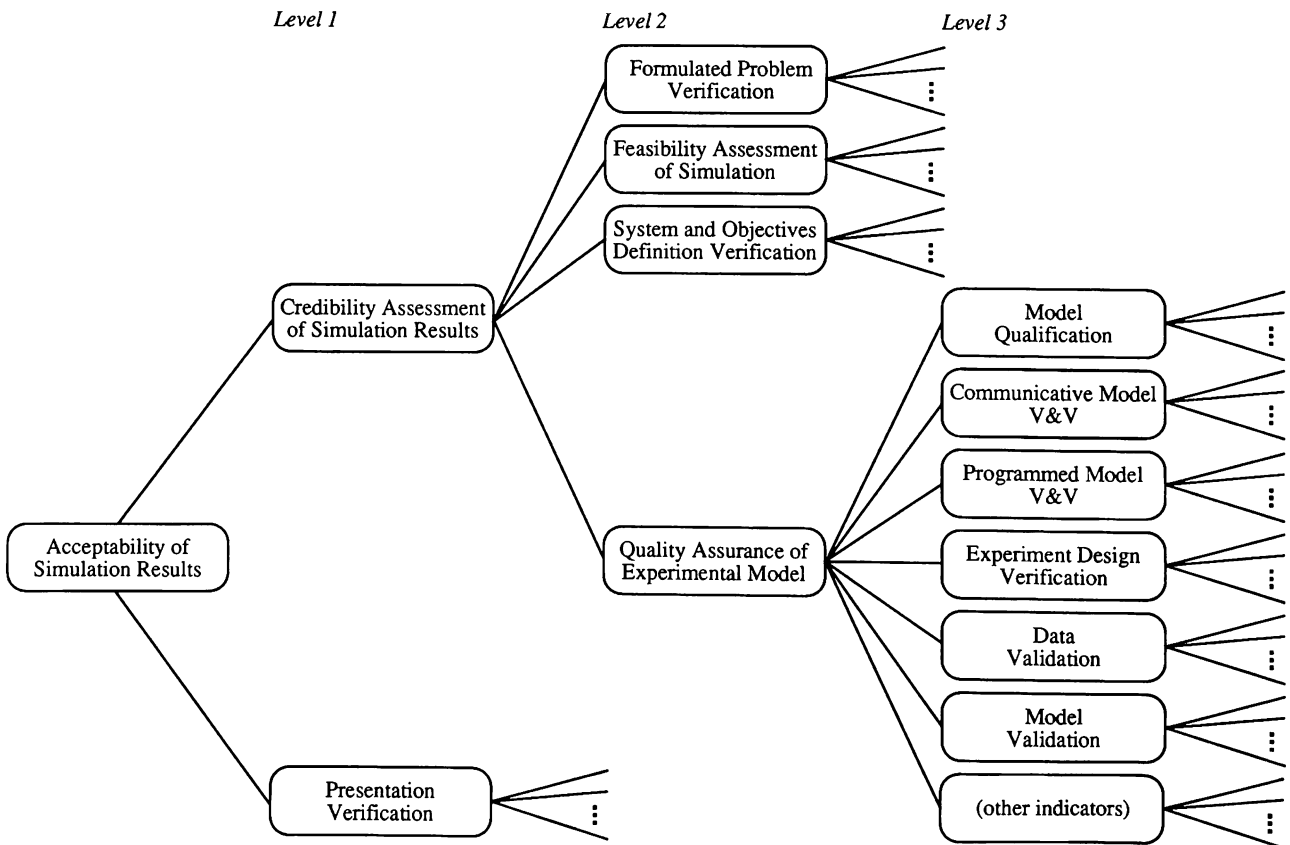 Level 1
Level 2
Level 3
Formulated Problem
Verification
Feasibility Assessment
of Simulation
System and Objectives
Definition Verification
Credibility Assessment
of Simulation Results
Model
Qualification
Communicative Model
V&V
Programmed Model
V&V
Acceptability of
Simulation Results
Quality Assurance of
Experimental Model
Experiment Design
Verification
Data
Validation
Model
Validation
Presentation
Verification
(other indicators)